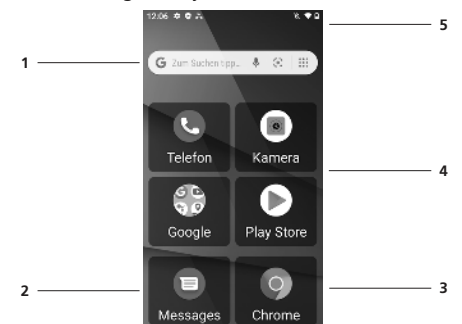 12:06
5
1
G Zum Suchen tipp...
Telefon
Kamera
4
Google
Play Store
2
3
Messages
Chrome